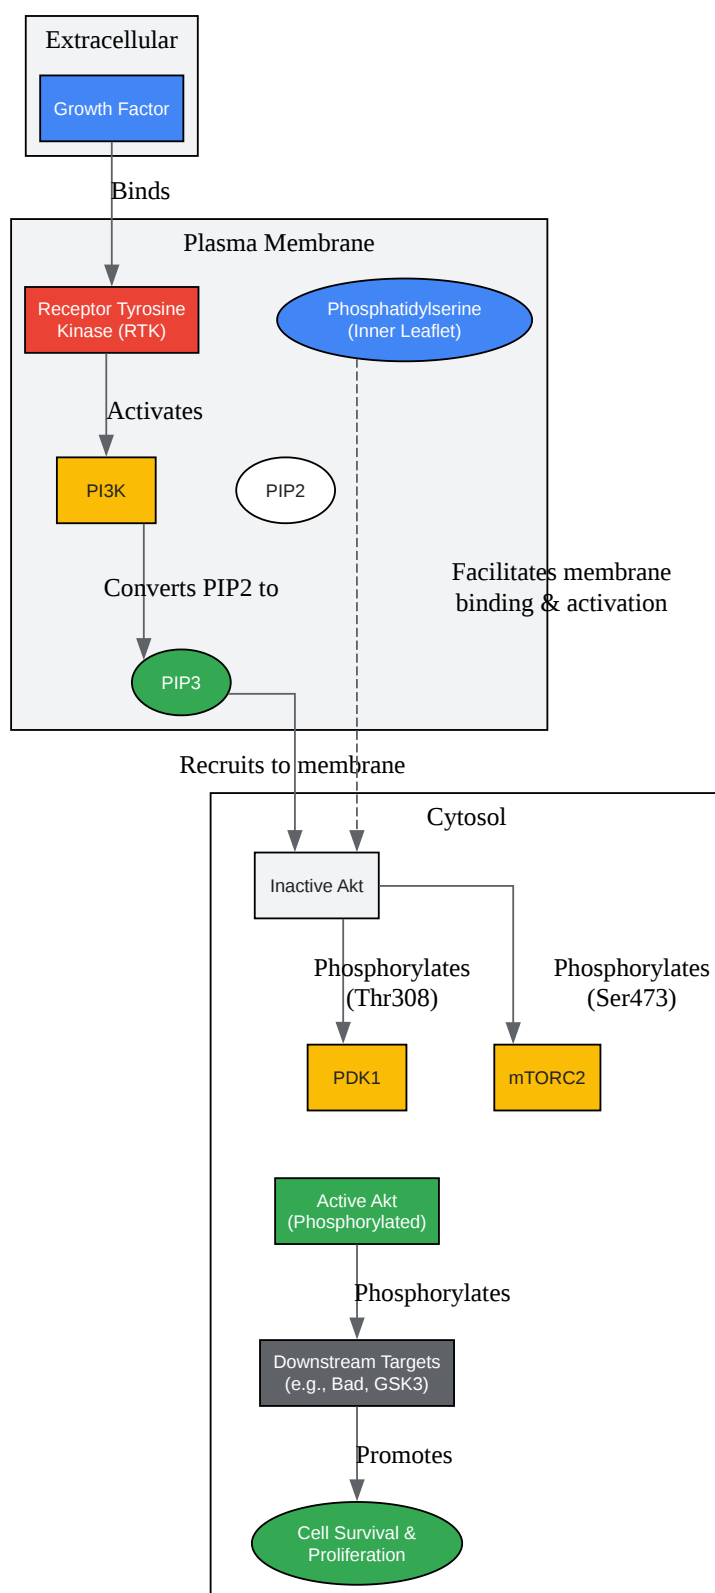 Extracellular
Growth Factor
Binds
Plasma Membrane
Receptor Tyrosine
Kinase (RTK)
Phosphatidylserine
(Inner Leaflet)
Activates
PI3K
PIP2
Converts PIP2 to
Facilitates membrane
binding & activation
PIP3
Recruits to membrane
Cytosol
Inactive Akt
Phosphorylates
(Thr308)
Phosphorylates
(Ser473)
PDK1
mTORC2
Active Akt
(Phosphorylated)
Phosphorylates
Downstream Targets
(e.g., Bad, GSK3)
Promotes
Cell Survival &
Proliferation